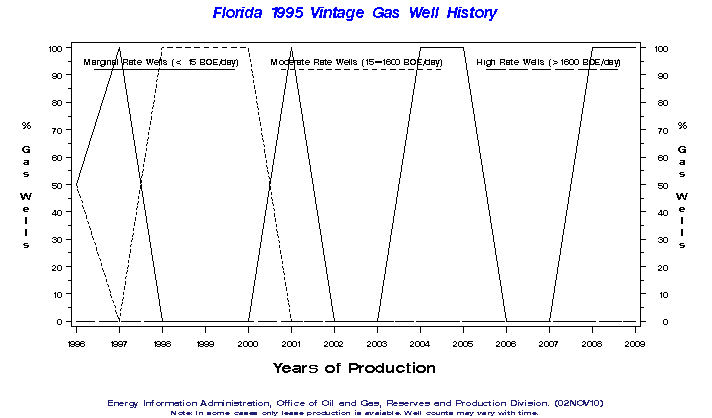 Florida 1995 Vintage Gas Well History
Marginal Rate Wells (< 15 BOE/day) Moderate Rate Wells (15-1600 BOE/day) High Rate Wells (>1600 BOE/day)
100 100
90 90
80 80
70 70
60 60
50 50
40 40
30 30
20 20
10 10
0 0
% Gas Wells
% Gas Wells
1996 1997 1998 1999 2000 2001 2002 2003 2004 2005 2006 2007 2008 2009
Years of Production
Energy Information Administration, Office of Oil and Gas, Reserves and Production Division. (02NOV10)
Note: In some cases only lease production is avaiable. Well counts may vary with time.